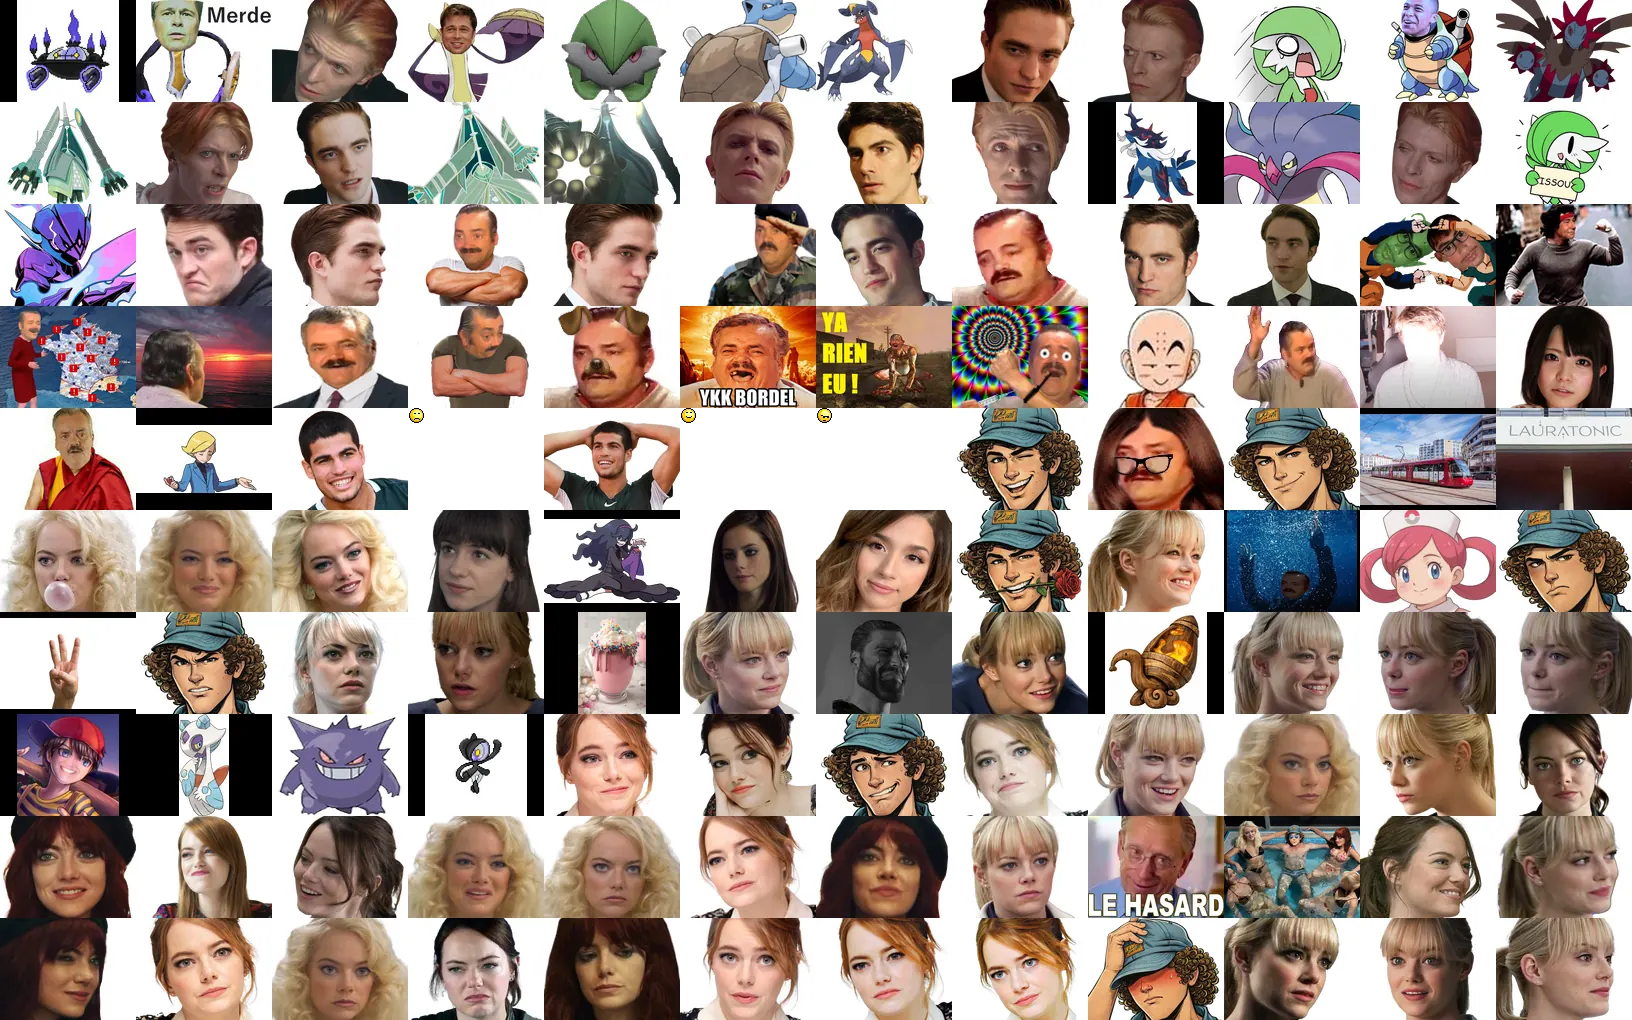 Merde
ISSOU
YKK BORDEL
YA
RIEN
EU !
LAURATONIC
LE HASARD